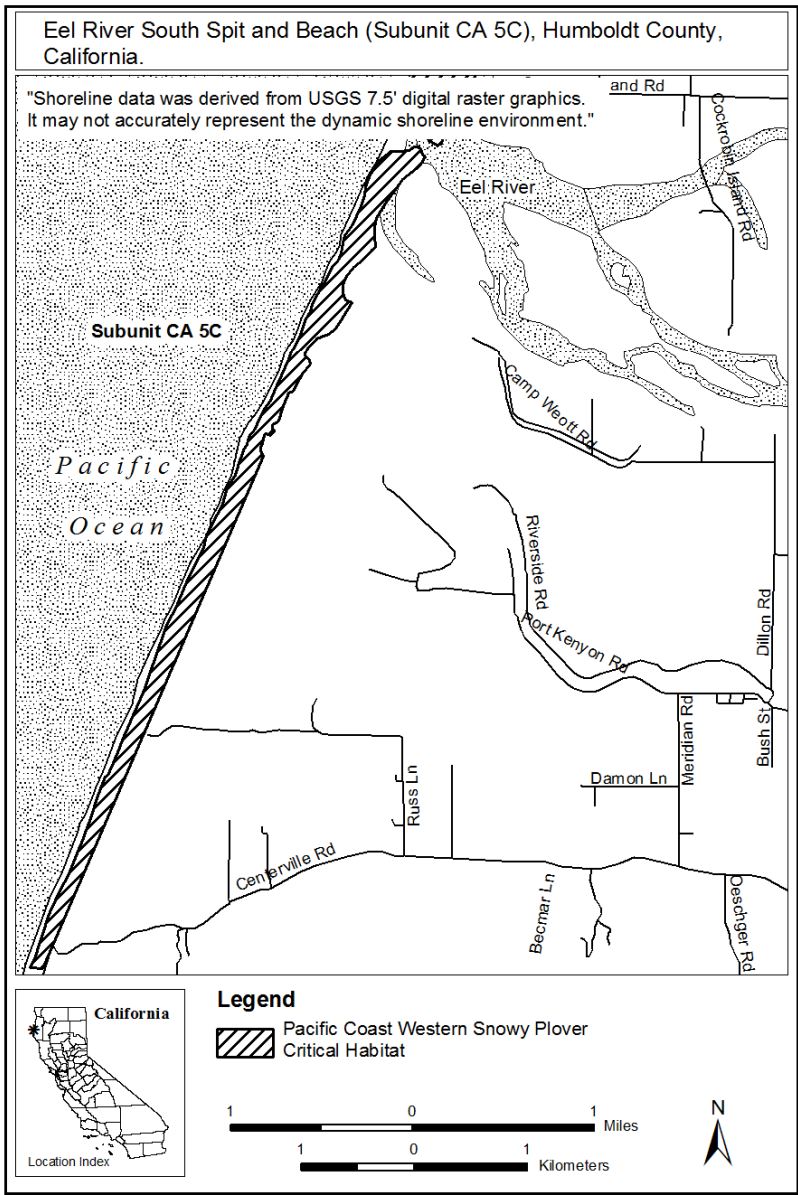 Eel River South Spit and Beach (Subunit CA 5C), Humboldt County,
California.
"Shoreline data was derived from USGS 7.5' digital raster graphics.
It may not accurately represent the dynamic shoreline environment."
and Rd
Cockrobin Island Rd
Eel River
Subunit CA 5C
Camp Weott Rd
Pacific
Ocean
Riverside Rd
Port Kenyon Rd
Dillon Rd
Meridian Rd
Bush St
Russ Ln
Damon Ln
Centerville Rd
Becmar Ln
Oeschger Rd
California
Location Index
Legend
Pacific Coast Western Snowy Plover
Critical Habitat
1 0 1
Miles
1 0 1
Kilometers
N